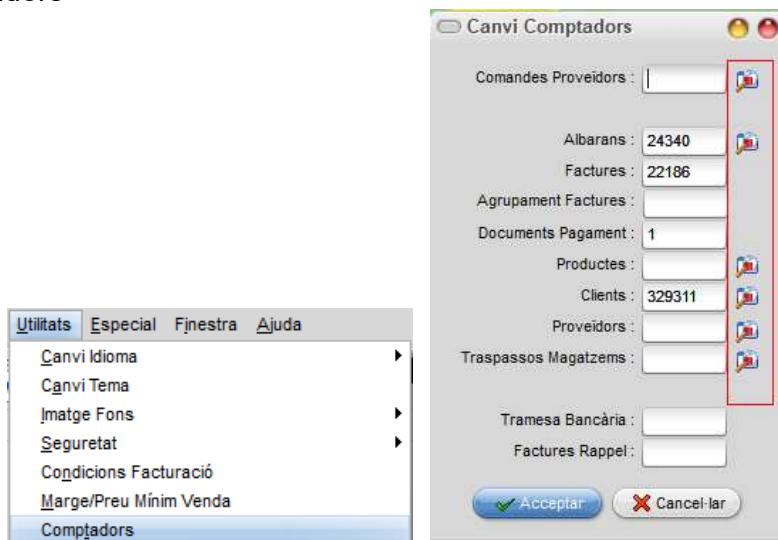 Canvi Comptadors
Comandes Proveïdors :
Albarans : 24340
Factures : 22186
Agrupament Factures :
Documents Pagament : 1
Productes :
Clients : 329311
Proveïdors :
Traspassos Magatzems :
Tramesa Bancària :
Factures Rappel :
Acceptar Cancel·lar
Utilitats Especial Finestra Ajuda
Canvi Idioma
Canvi Tema
Imatge Fons
Seguretat
Condicions Facturació
Marge/Preu Mínim Venda
Comptadors